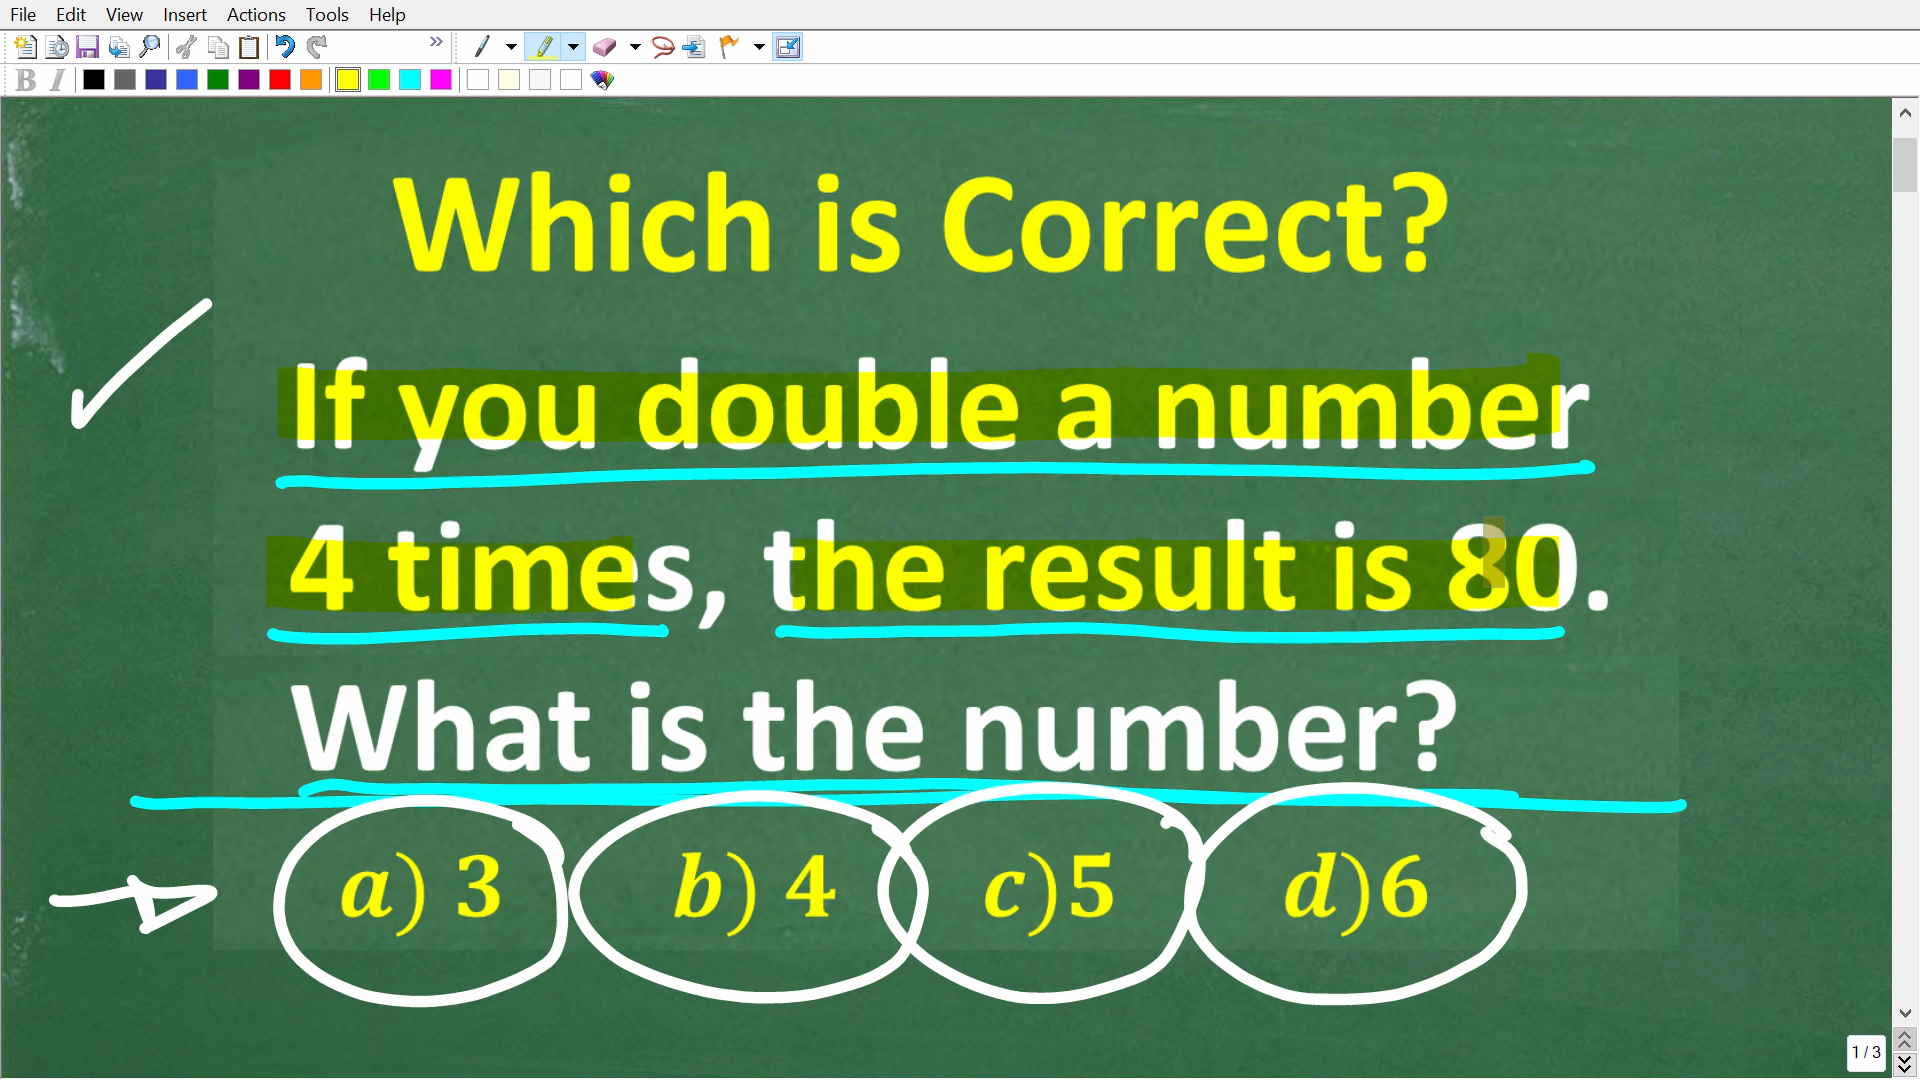 File Edit View Insert Actions Tools Help
B I
Which is Correct?
If you double a number
4 times, the result is 80.
What is the number?
a) 3 b) 4 c)5 d)6
1 / 3